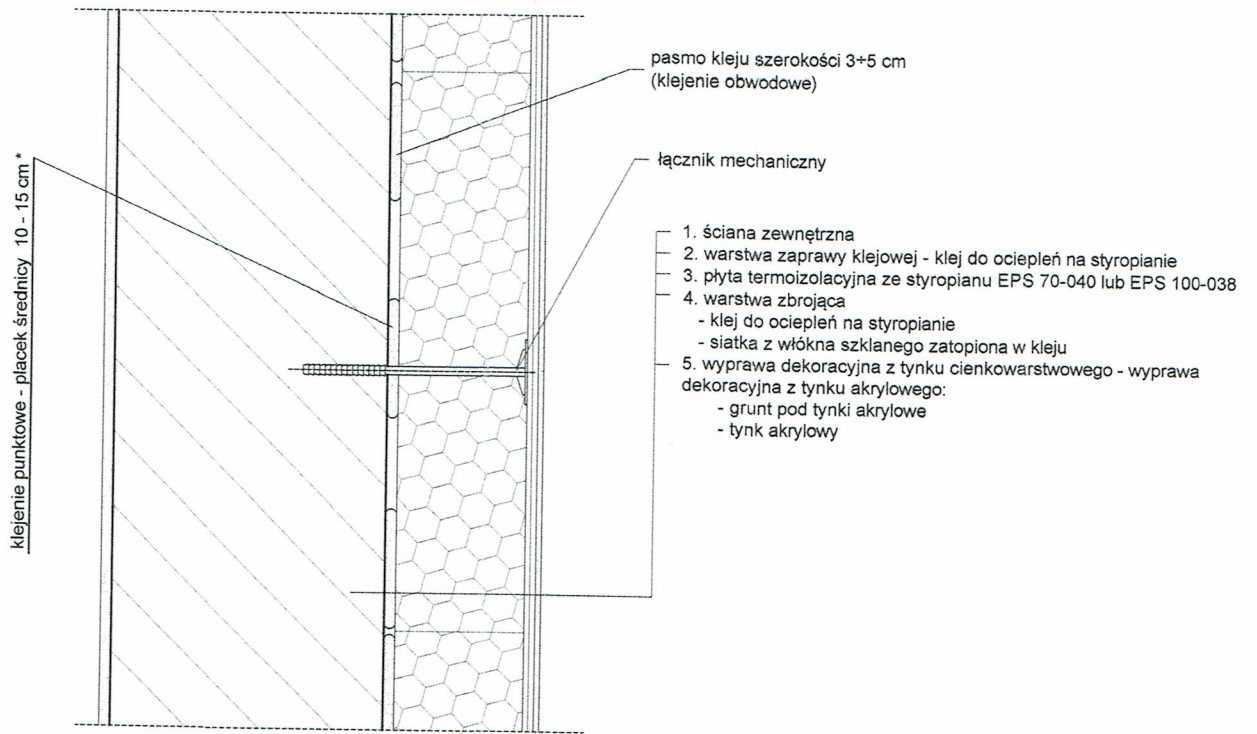 klejenie punktowe - placek średnicy 10 - 15 cm *
pasmo kleju szerokości 3÷5 cm
(klejenie obwodowe)
łącznik mechaniczny
1. ściana zewnętrzna
2. warstwa zaprawy klejowej - klej do ociepleń na styropianie
3. płyta termoizolacyjna ze styropianu EPS 70-040 lub EPS 100-038
4. warstwa zbrojąca
- klej do ociepleń na styropianie
- siatka z włókna szklanego zatopiona w kleju
5. wyprawa dekoracyjna z tynku cienkowarstwowego - wyprawa
dekoracyjna z tynku akrylowego:
- grunt pod tynki akrylowe
- tynk akrylowy